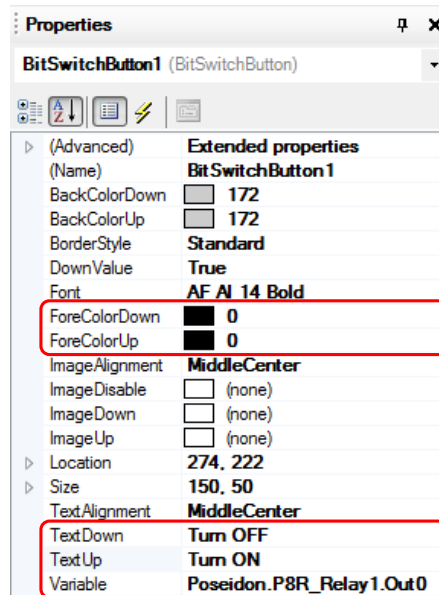 Properties
BitSwitchButton1 (BitSwitchButton)
(Advanced) Extended properties
(Name) BitSwitchButton1
BackColorDown 172
BackColorUp 172
BorderStyle Standard
DownValue True
Font AF AI 14 Bold
ForeColorDown 0
ForeColorUp 0
ImageAlignment MiddleCenter
ImageDisable (none)
ImageDown (none)
ImageUp (none)
Location 274, 222
Size 150, 50
TextAlignment MiddleCenter
TextDown Turn OFF
TextUp Turn ON
Variable Poseidon.P8R_Relay1.Out0